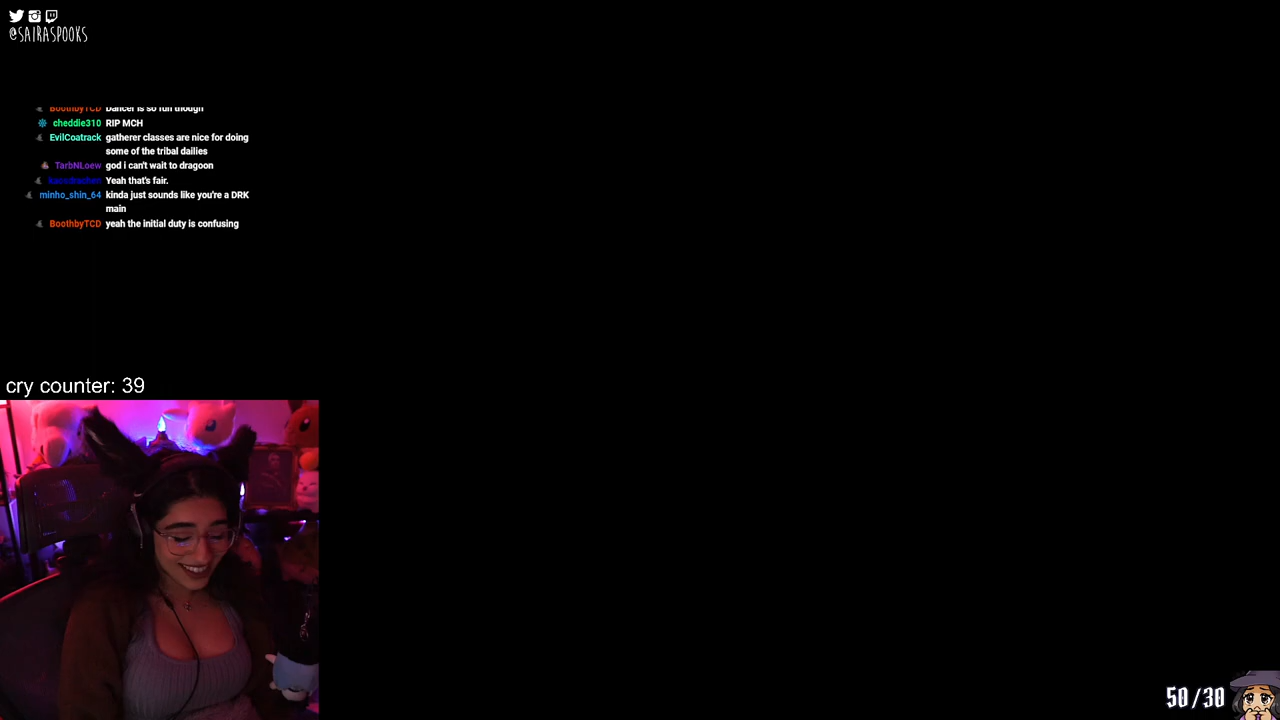 @SAIRASPOOKS
BoothbyTCD Dancer is so fun though
cheddie310 RIP MCH
EvilCoatrack gatherer classes are nice for doing
some of the tribal dailies
TarbNLoew god i can't wait to dragoon
Yeah that's fair.
minho_shin_64 kinda just sounds like you're a DRK
main
BoothbyTCD yeah the initial duty is confusing
cry counter: 39
50/30